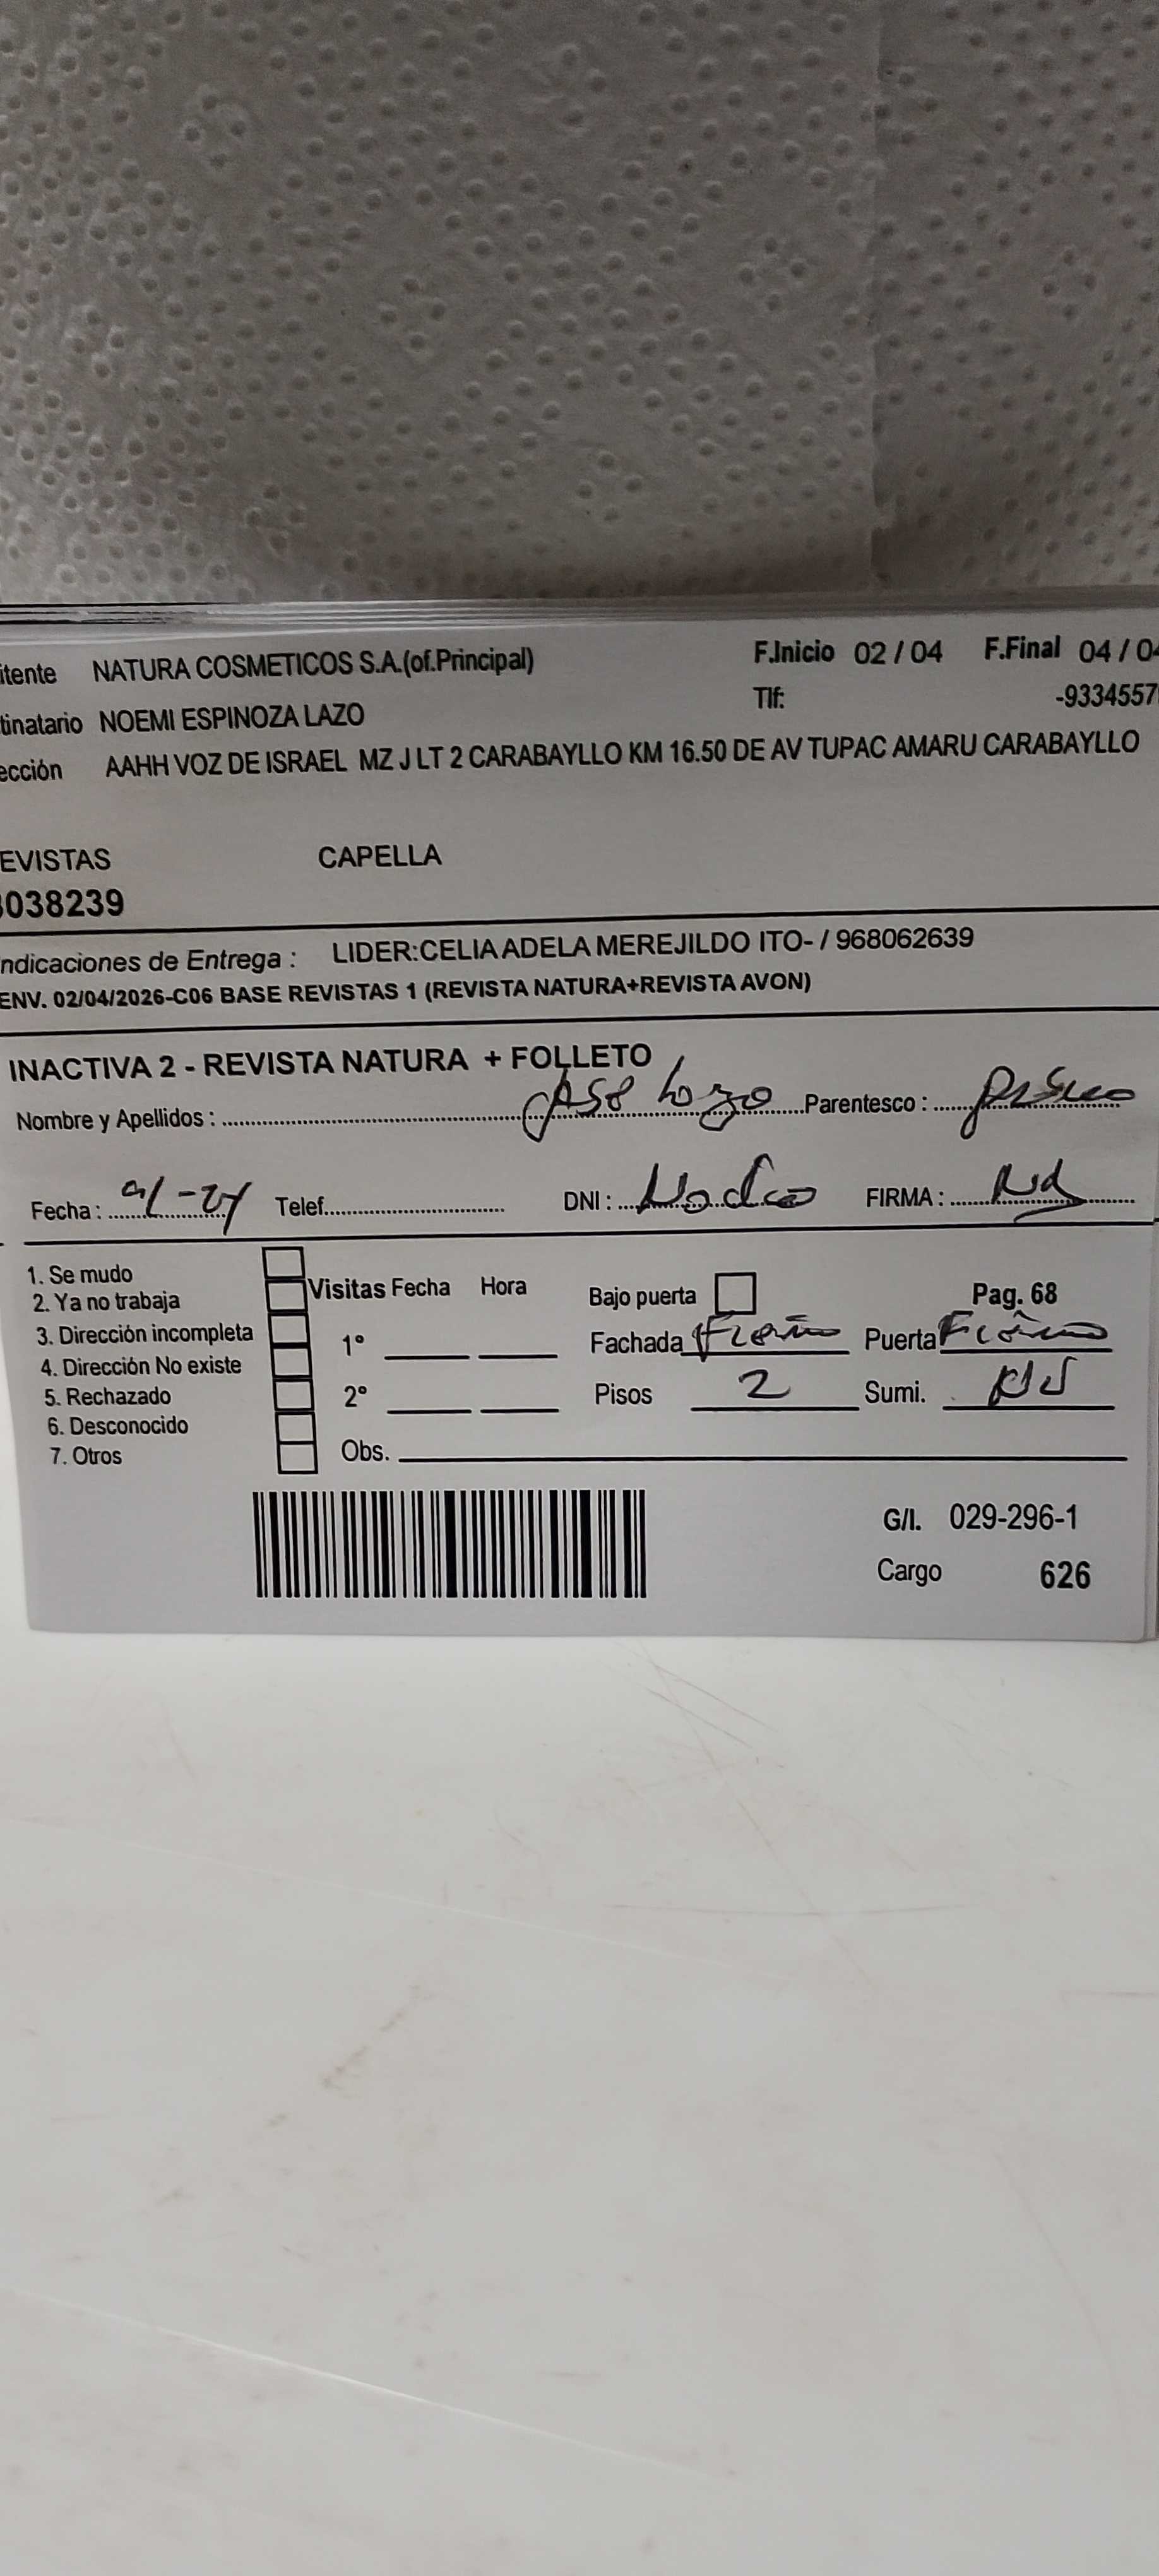 itente NATURA COSMETICOS S.A.(of.Principal) F.Inicio 02 / 04 F.Final 04 / 04
tinatario NOEMI ESPINOZA LAZO Tlf: -9334557
ección AAHH VOZ DE ISRAEL MZ J LT 2 CARABAYLLO KM 16.50 DE AV TUPAC AMARU CARABAYLLO
EVISTAS CAPELLA
038239
ndicaciones de Entrega : LIDER:CELIA ADELA MEREJILDO ITO- / 968062639
ENV. 02/04/2026-C06 BASE REVISTAS 1 (REVISTA NATURA+REVISTA AVON)
INACTIVA 2 - REVISTA NATURA + FOLLETO
Nombre y Apellidos : Jose Lozo Parentesco :
Fecha : Telef. DNI : FIRMA :
1. Se mudo
2. Ya no trabaja Visitas Fecha Hora Bajo puerta Pag. 68
3. Dirección incompleta 1° Fachada Puerta
4. Dirección No existe
5. Rechazado 2° Pisos 2 Sumi.
6. Desconocido
7. Otros Obs.
G/I. 029-296-1
Cargo 626